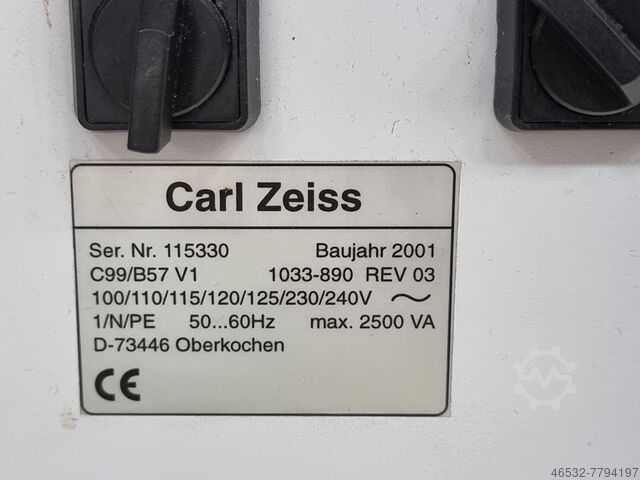 Carl Zeiss
Ser. Nr. 115330 Baujahr 2001
C99/B57 V1 1033-890 REV 03
100/110/115/120/125/230/240V ~
1/N/PE 50...60Hz max. 2500 VA
D-73446 Oberkochen
CE
46532-7794197